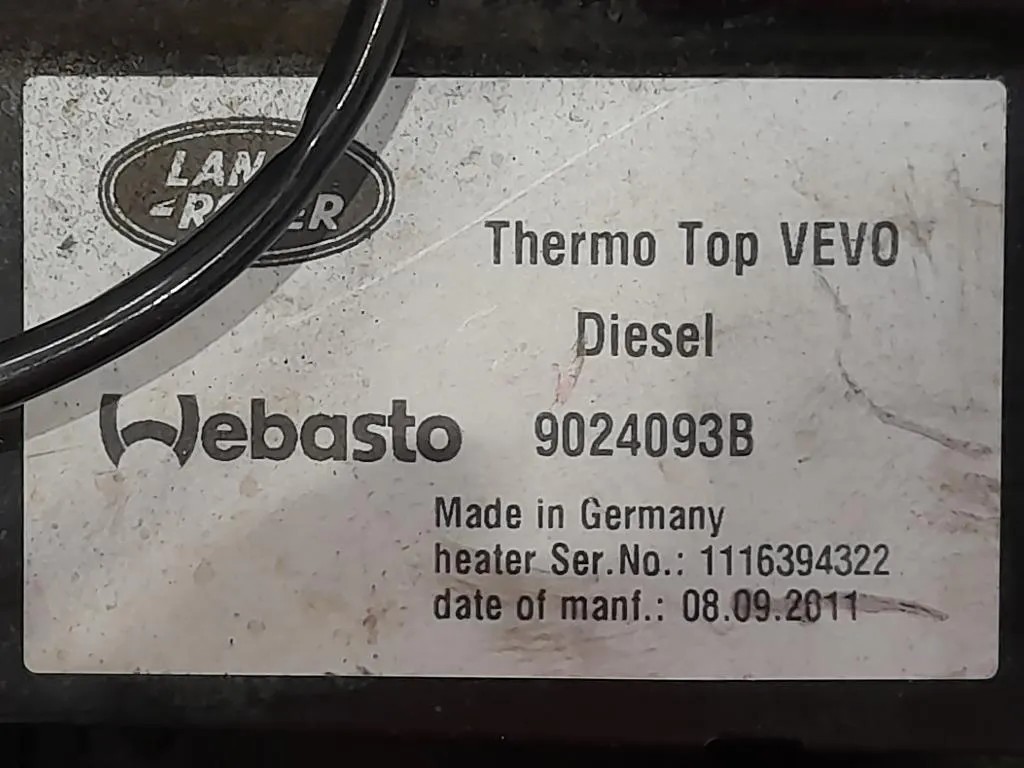 Thermo Top VEVO
Diesel
Webasto 9024093B
Made in Germany
heater Ser.No.: 1116394322
date of manf.: 08.09.2011